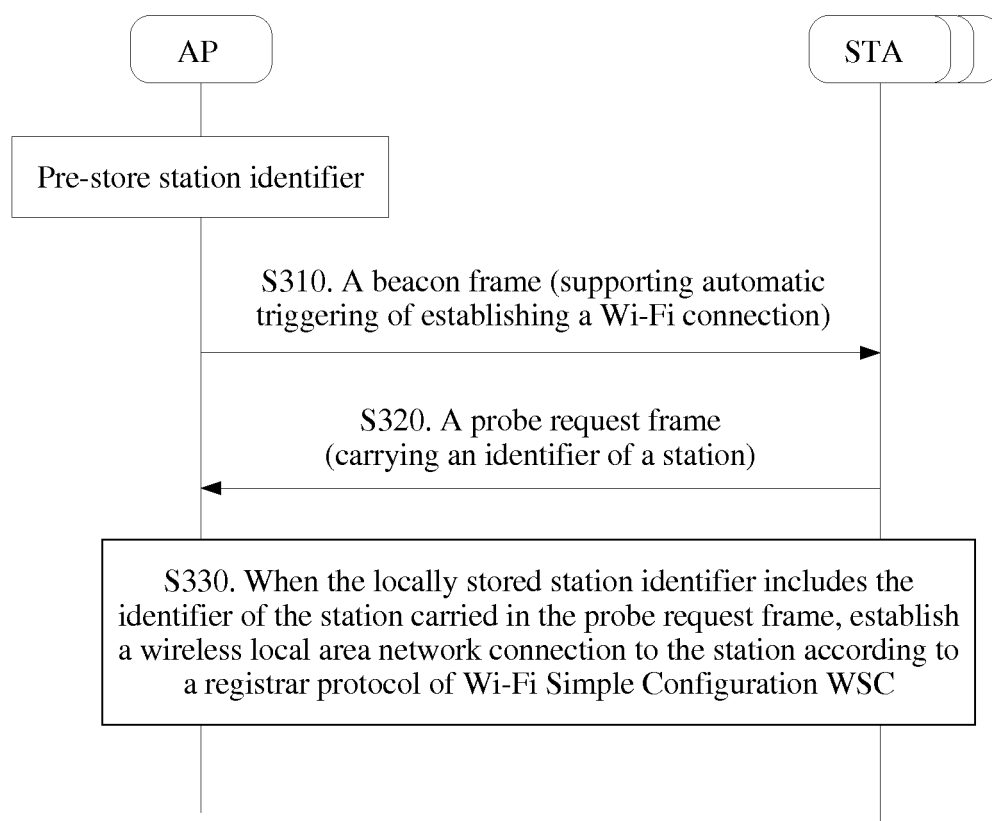 AP
STA
Pre-store station identifier
S310. A beacon frame (supporting automatic
triggering of establishing a Wi-Fi connection)
S320. A probe request frame
(carrying an identifier of a station)
S330. When the locally stored station identifier includes the
identifier of the station carried in the probe request frame, establish
a wireless local area network connection to the station according to
a registrar protocol of Wi-Fi Simple Configuration WSC